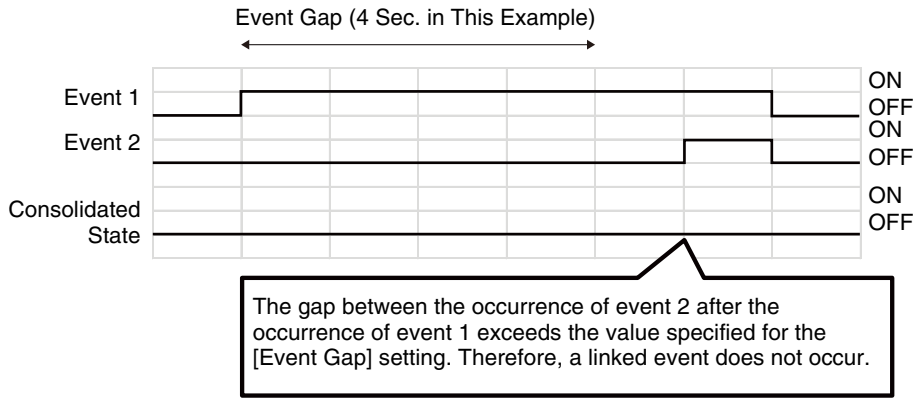 Event Gap (4 Sec. in This Example)
Event 1
ON
OFF
Event 2
ON
OFF
Consolidated
State
ON
OFF
The gap between the occurrence of event 2 after the
occurrence of event 1 exceeds the value specified for the
[Event Gap] setting. Therefore, a linked event does not occur.